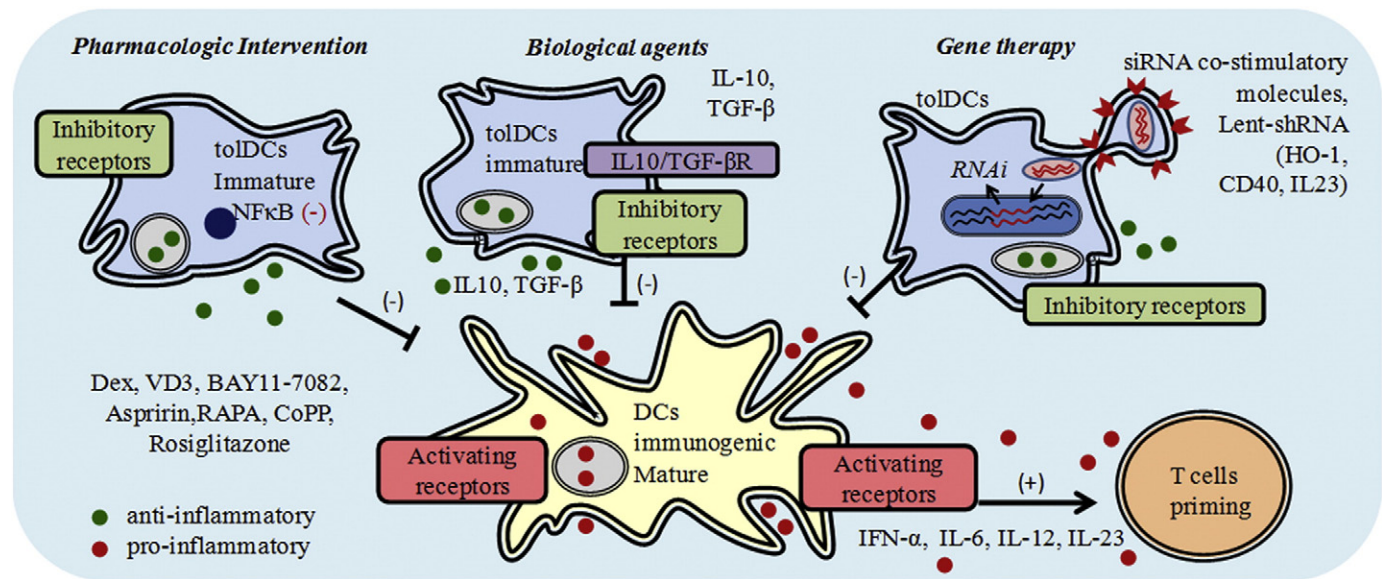 Pharmacologic Intervention
Inhibitory
receptors
tolDCs
Immature
NFκB (-)
(-)
Dex, VD3, BAY11-7082,
Aspririn,RAPA, CoPP,
Rosiglitazone
Biological agents
IL-10,
TGF-β
tolDCs
immature
IL10/TGF-βR
Inhibitory
receptors
IL10, TGF-β
(-)
Gene therapy
tolDCs
siRNA co-stimulatory
molecules,
Lent-shRNA
(HO-1,
CD40, IL23)
RNAi
Inhibitory receptors
(-)
DCs
immunogenic
Mature
Activating
receptors
Activating
receptors
(+)
IFN-α, IL-6, IL-12, IL-23
T cells
priming
anti-inflammatory
pro-inflammatory